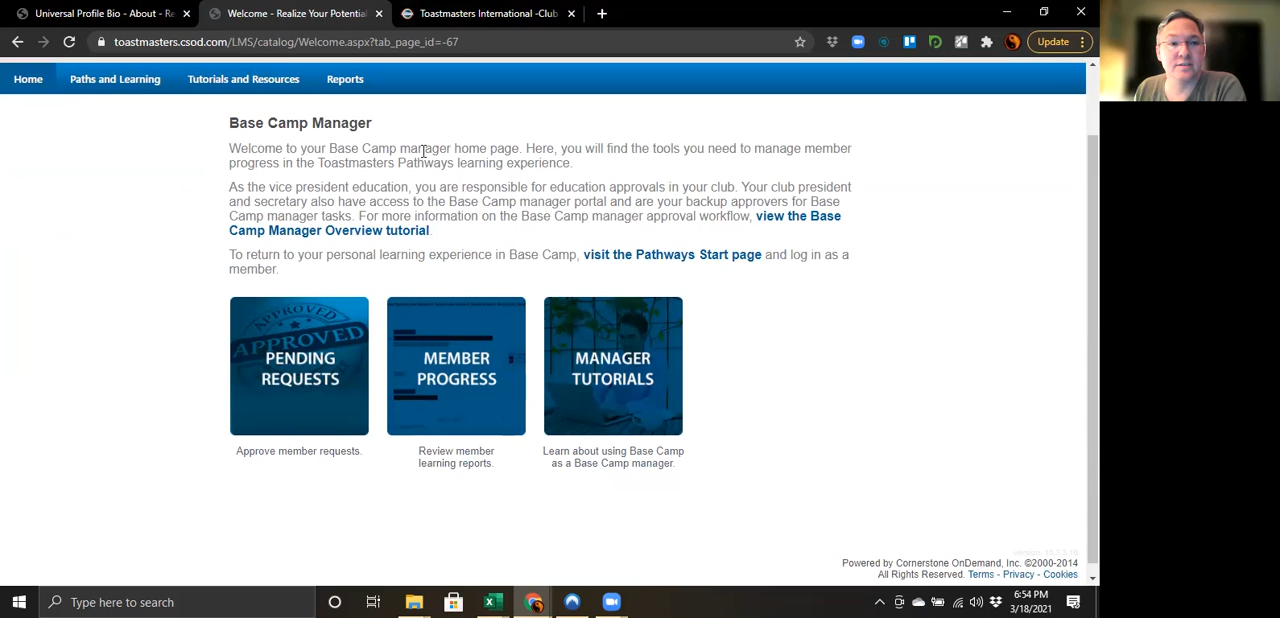 Universal Profile Bio - About - Re
Welcome - Realize Your Potential
Toastmasters International -Club
toastmasters.csod.com/LMS/catalog/Welcome.aspx?tab_page_id=-67
Update
Home
Paths and Learning
Tutorials and Resources
Reports
Base Camp Manager
Welcome to your Base Camp manager home page. Here, you will find the tools you need to manage member
progress in the Toastmasters Pathways learning experience.
As the vice president education, you are responsible for education approvals in your club. Your club president
and secretary also have access to the Base Camp manager portal and are your backup approvers for Base
Camp manager tasks. For more information on the Base Camp manager approval workflow, view the Base
Camp Manager Overview tutorial.
To return to your personal learning experience in Base Camp, visit the Pathways Start page and log in as a
member.
APPROVED
APPROVED
PENDING
REQUESTS
MEMBER
PROGRESS
MANAGER
TUTORIALS
Approve member requests.
Review member
learning reports.
Learn about using Base Camp
as a Base Camp manager.
Powered by Cornerstone OnDemand, Inc. ©2000-2014
All Rights Reserved. Terms - Privacy - Cookies
Type here to search
6:54 PM
3/18/2021